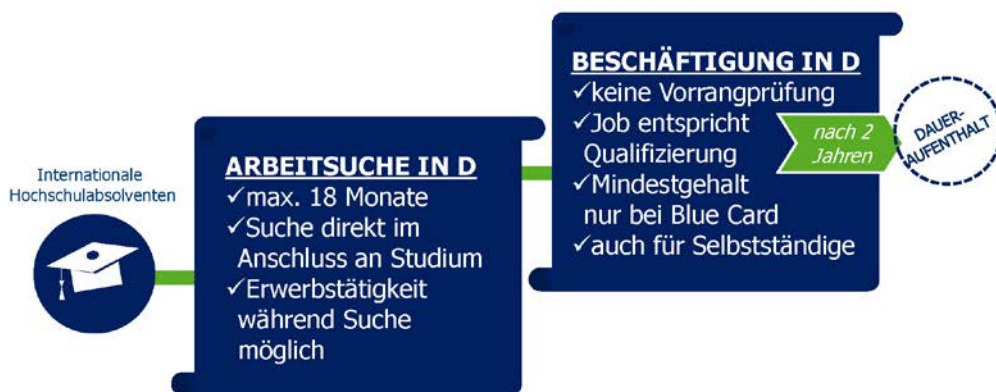 Internationale
Hochschulabsolventen
ARBEITSUCHE IN D
✓max. 18 Monate
✓Suche direkt im
Anschluss an Studium
✓Erwerbstätigkeit
während Suche
möglich
BESCHÄFTIGUNG IN D
✓keine Vorrangprüfung
✓Job entspricht
Qualifizierung
✓Mindestgehalt
nur bei Blue Card
✓auch für Selbstständige
nach 2
Jahren
DAUER-
AUFENTHALT